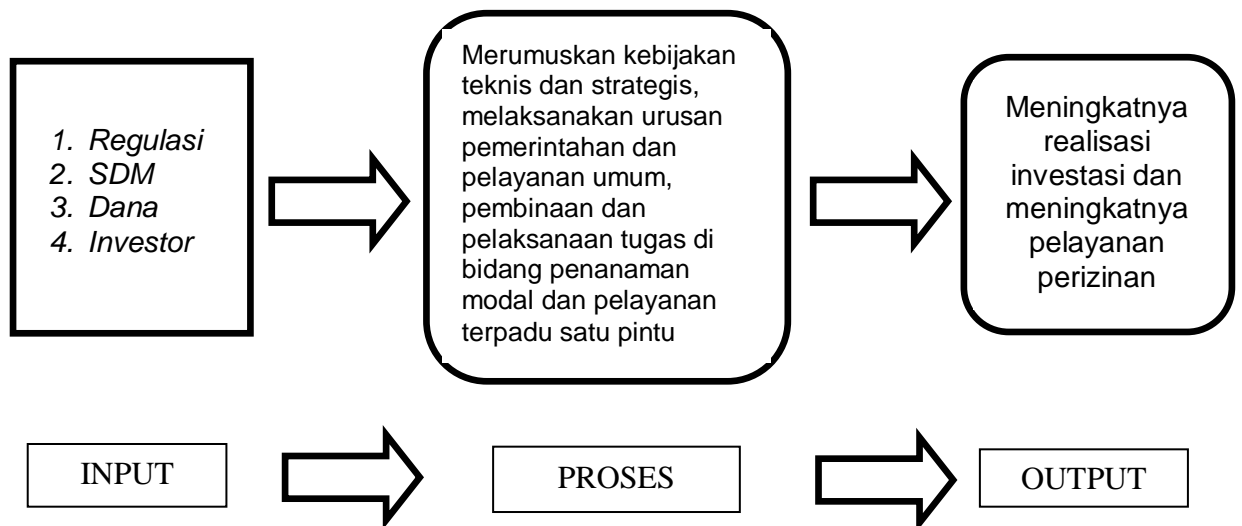 1. Regulasi
2. SDM
3. Dana
4. Investor
Merumuskan kebijakan
teknis dan strategis,
melaksanakan urusan
pemerintahan dan
pelayanan umum,
pembinaan dan
pelaksanaan tugas di
bidang penanaman
modal dan pelayanan
terpadu satu pintu
Meningkatnya
realisasi
investasi dan
meningkatnya
pelayanan
perizinan
INPUT
PROSES
OUTPUT